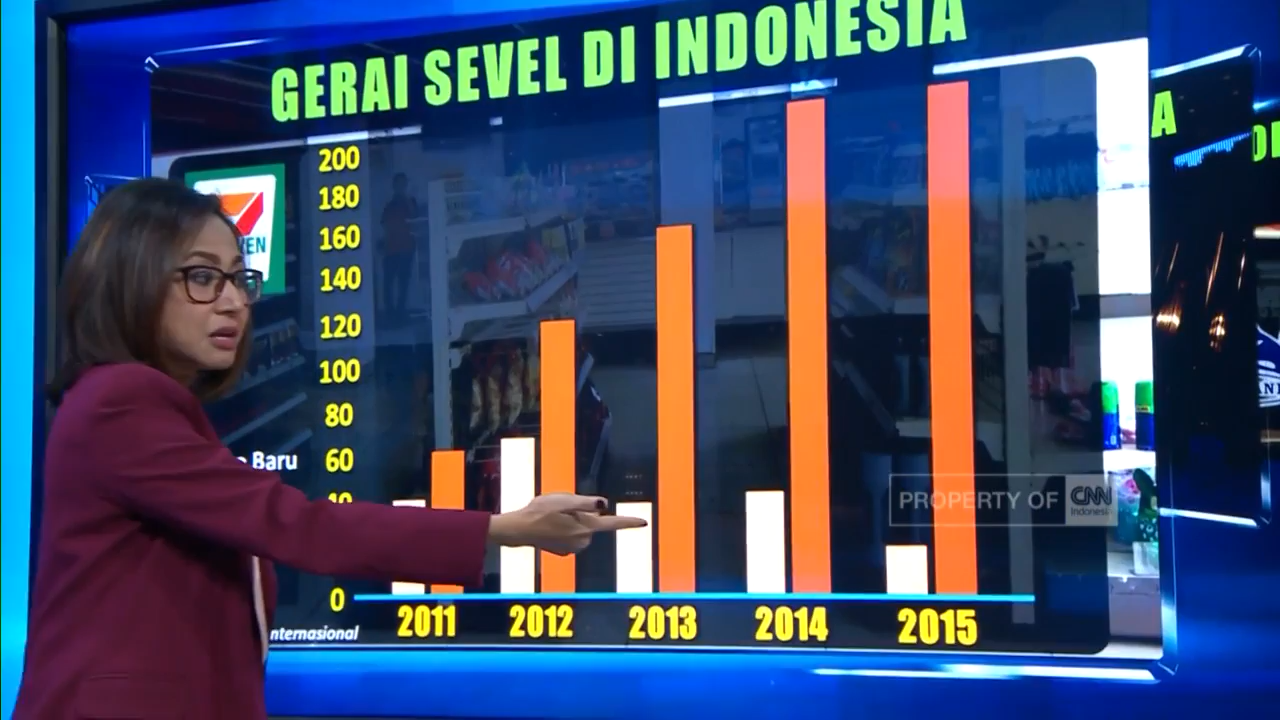 GERAI SEVEL DI INDONESIA
A
200
180
160
140
120
100
80
Baru
60
0
2011 2012 2013 2014 2015
PROPERTY OF CNN
Indonesia